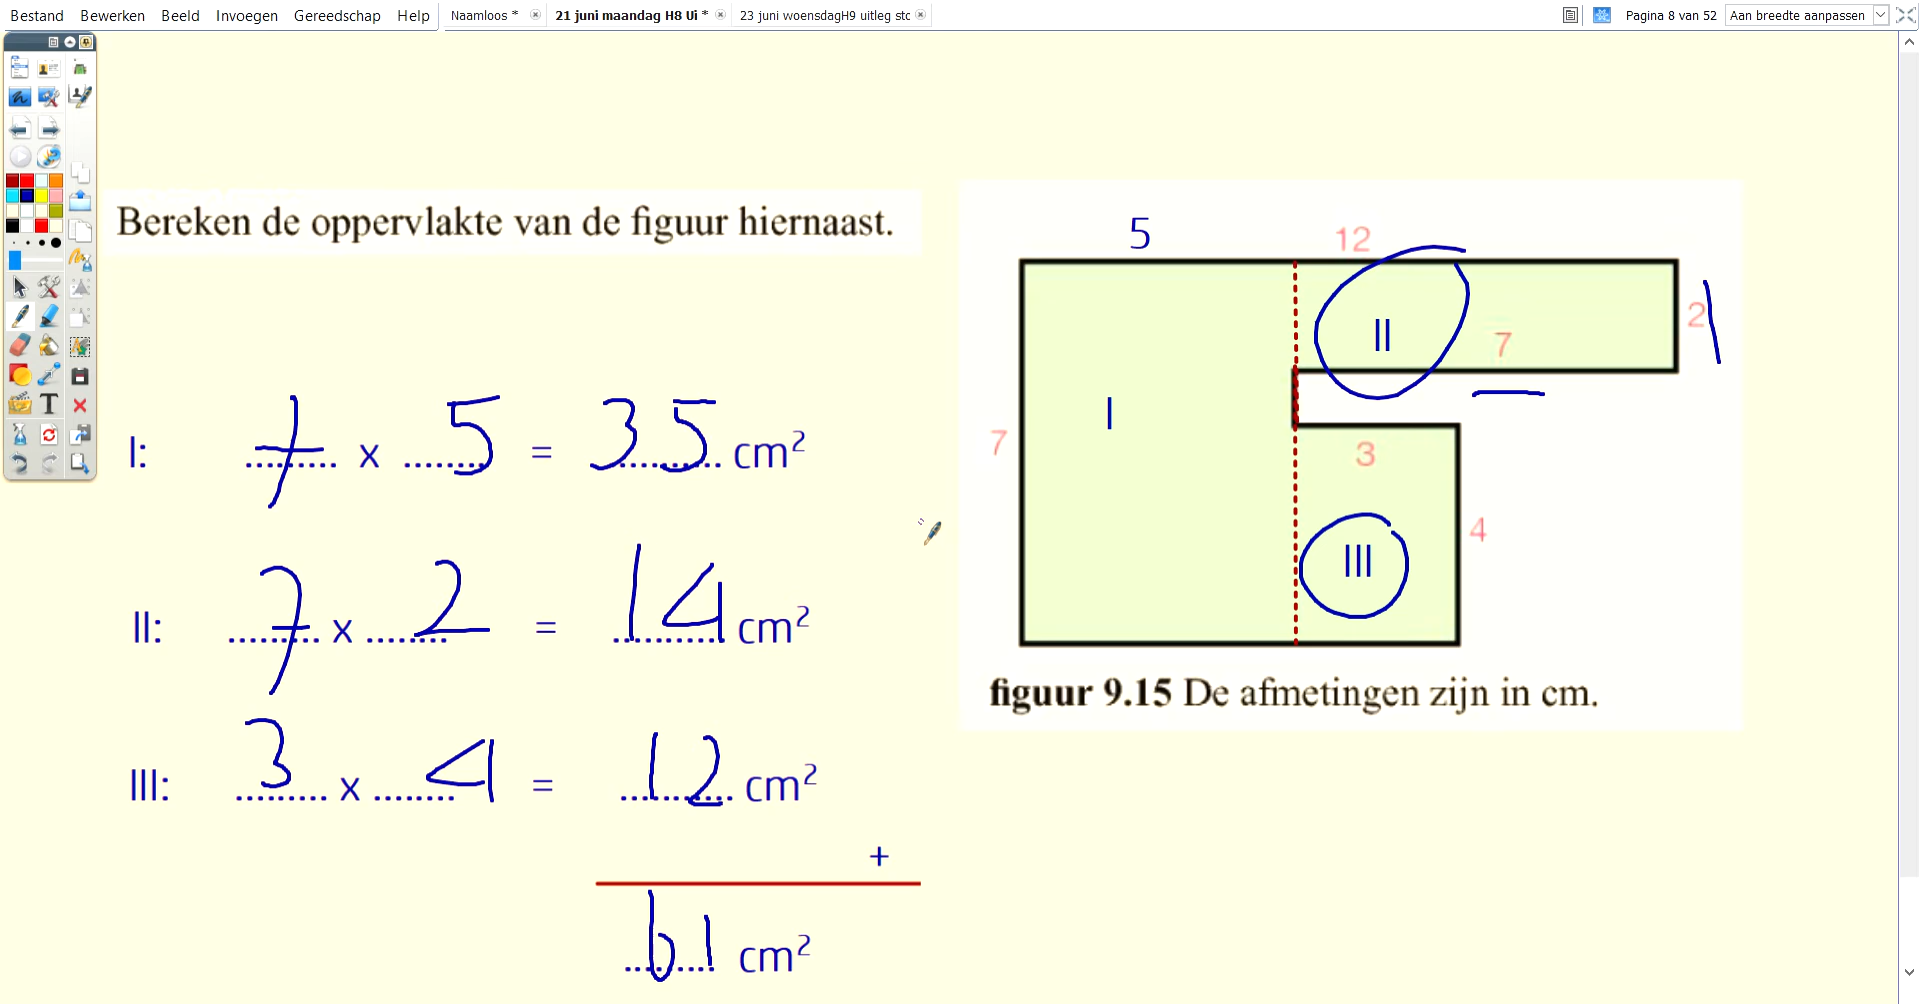 Bestand Bewerken Beeld Invoegen Gereedschap Help Naamloos * 21 juni maandag H8 Ui * 23 juni woensdagH9 uitleg stc Pagina 8 van 52 Aan breedte aanpassen
Bereken de oppervlakte van de figuur hiernaast.
I: 7 x 5 = 35 cm²
II: 7 x 2 = 14 cm²
III: 3 x 4 = 12 cm²
+
61 cm²
5 12
II 2
7
I
7 3
III 4
figuur 9.15 De afmetingen zijn in cm.
T